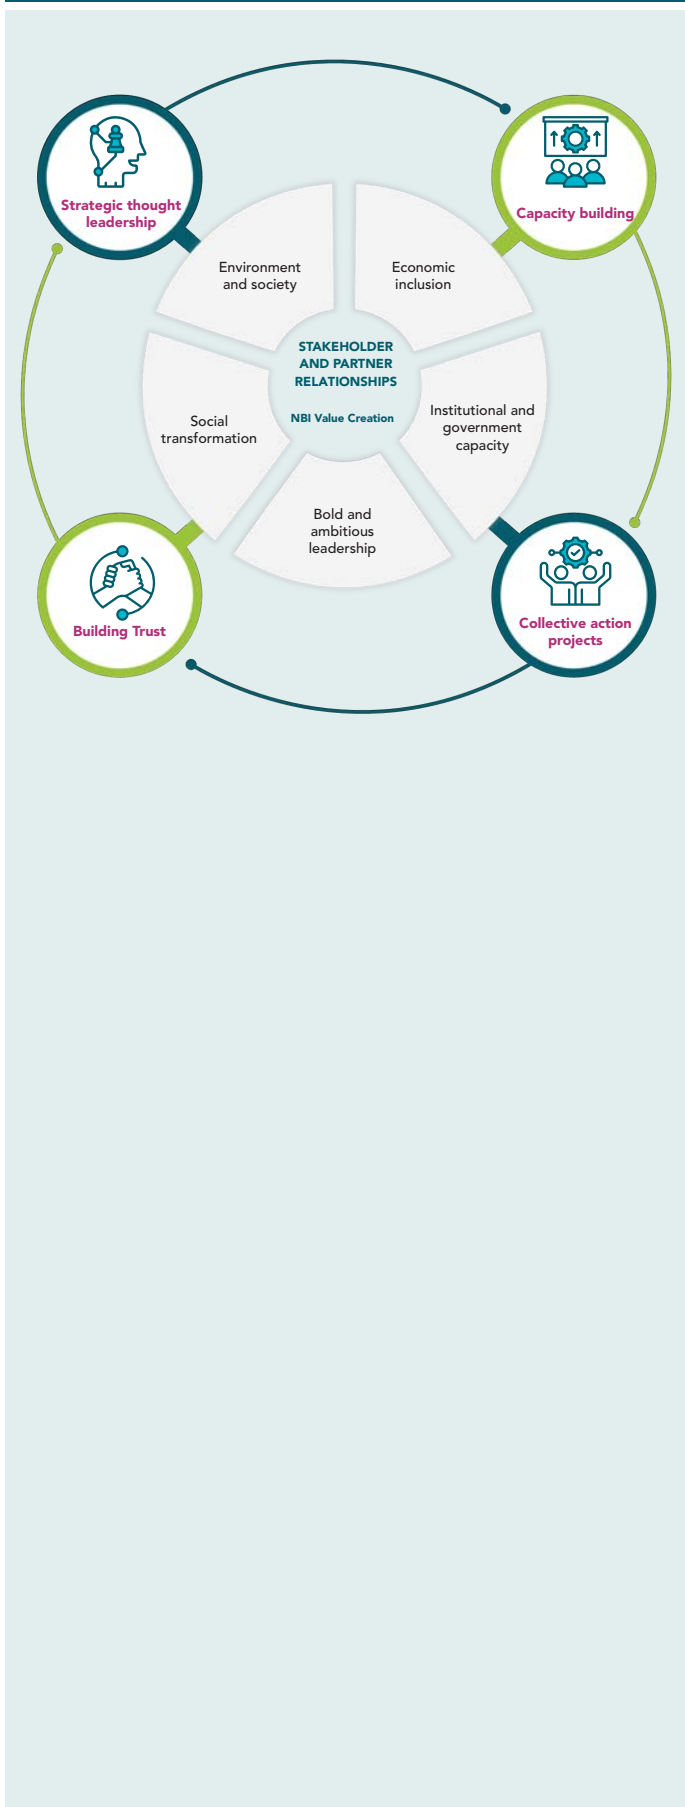 Strategic thought
leadership
Capacity building
Environment
and society
Economic
inclusion
STAKEHOLDER
AND PARTNER
RELATIONSHIPS
NBI Value Creation
Social
transformation
Institutional and
government
capacity
Bold and
ambitious
leadership
Building Trust
Collective action
projects